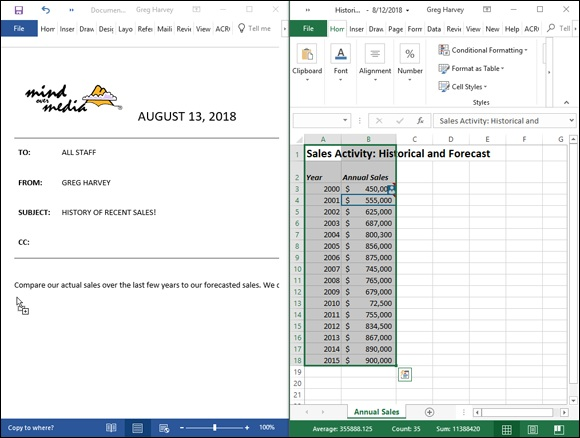 Documen... Greg Harvey
File Hom Inser Draw Desig Layo Refe Maili Revi View ACR Tell me
mind
over
media
AUGUST 13, 2018
TO: ALL STAFF
FROM: GREG HARVEY
SUBJECT: HISTORY OF RECENT SALES!
CC:
Compare our actual sales over the last few years to our forecasted sales. We c
Copy to where? 100%
Histori... - 8/12/2018 Greg Harvey
File Hom Inser Draw Page Form Data Revi View Dev ACR Tell
Clipboard Font Alignment Number
Conditional Formatting
Format as Table
Cell Styles
Styles
Sales Activity: Historical and
A B C D E F G
1 Sales Activity: Historical and Forecast
2 Year Annual Sales
3 2000 $ 450,00
4 2001 $ 555,000
5 2002 $ 625,000
6 2003 $ 687,000
7 2004 $ 800,300
8 2005 $ 856,000
9 2006 $ 875,000
10 2007 $ 745,000
11 2008 $ 765,000
12 2009 $ 679,000
13 2010 $ 72,500
14 2011 $ 755,000
15 2012 $ 834,500
16 2013 $ 867,000
17 2014 $ 890,000
18 2015 $ 900,000
19
20
21
Annual Sales
Average: 355888.125 Count: 35 Sum: 11388420